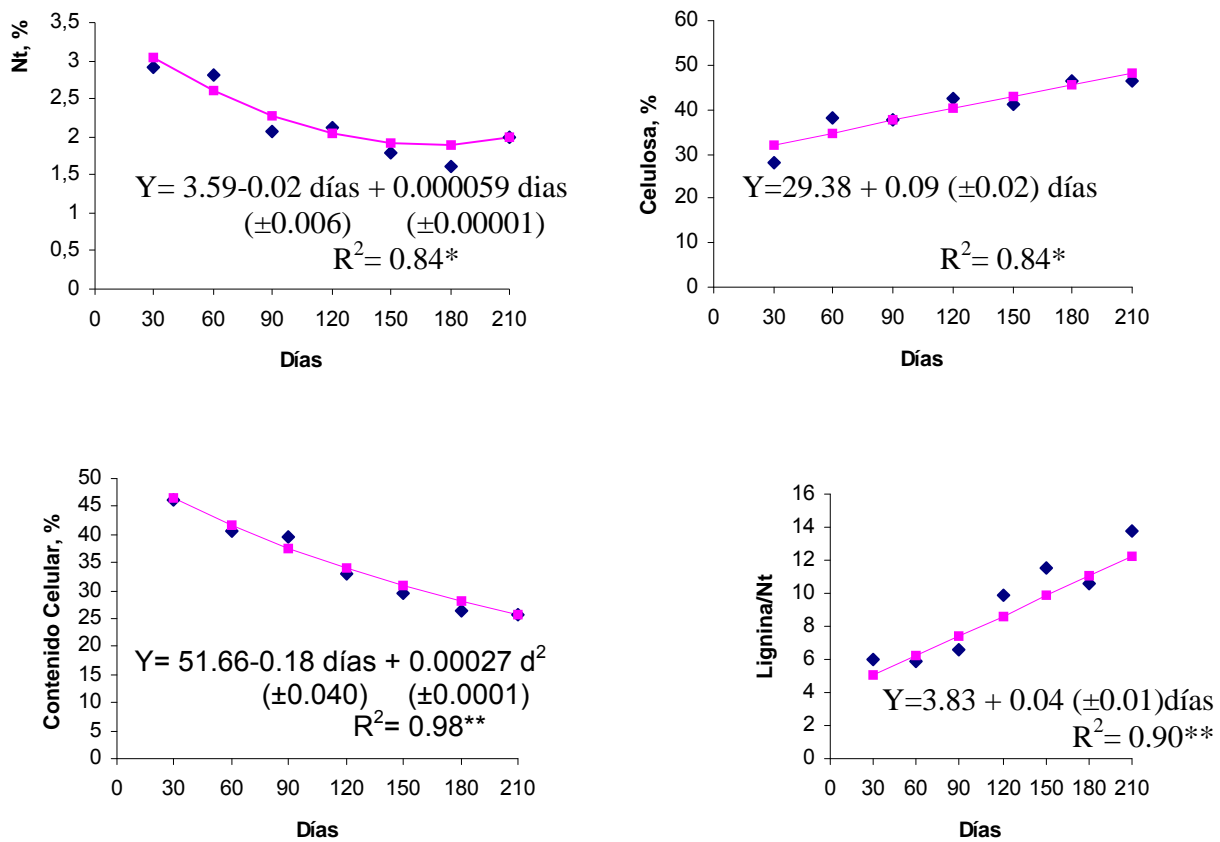 Nt, %
3,5
3
2,5
2
1,5
1
0,5
0
Y= 3.59-0.02 días + 0.000059 dias
(±0.006) (±0.00001)
R²= 0.84*
0 30 60 90 120 150 180 210
Días
Celulosa, %
60
50
40
30
20
10
0
Y=29.38 + 0.09 (±0.02) días
R²= 0.84*
0 30 60 90 120 150 180 210
Días
Contenido Celular, %
50
45
40
35
30
25
20
15
10
5
0
Y= 51.66-0.18 días + 0.00027 d²
(±0.040) (±0.0001)
R²= 0.98**
0 30 60 90 120 150 180 210
Días
Lignina/Nt
16
14
12
10
8
6
4
2
0
Y=3.83 + 0.04 (±0.01)días
R²= 0.90**
0 30 60 90 120 150 180 210
Días